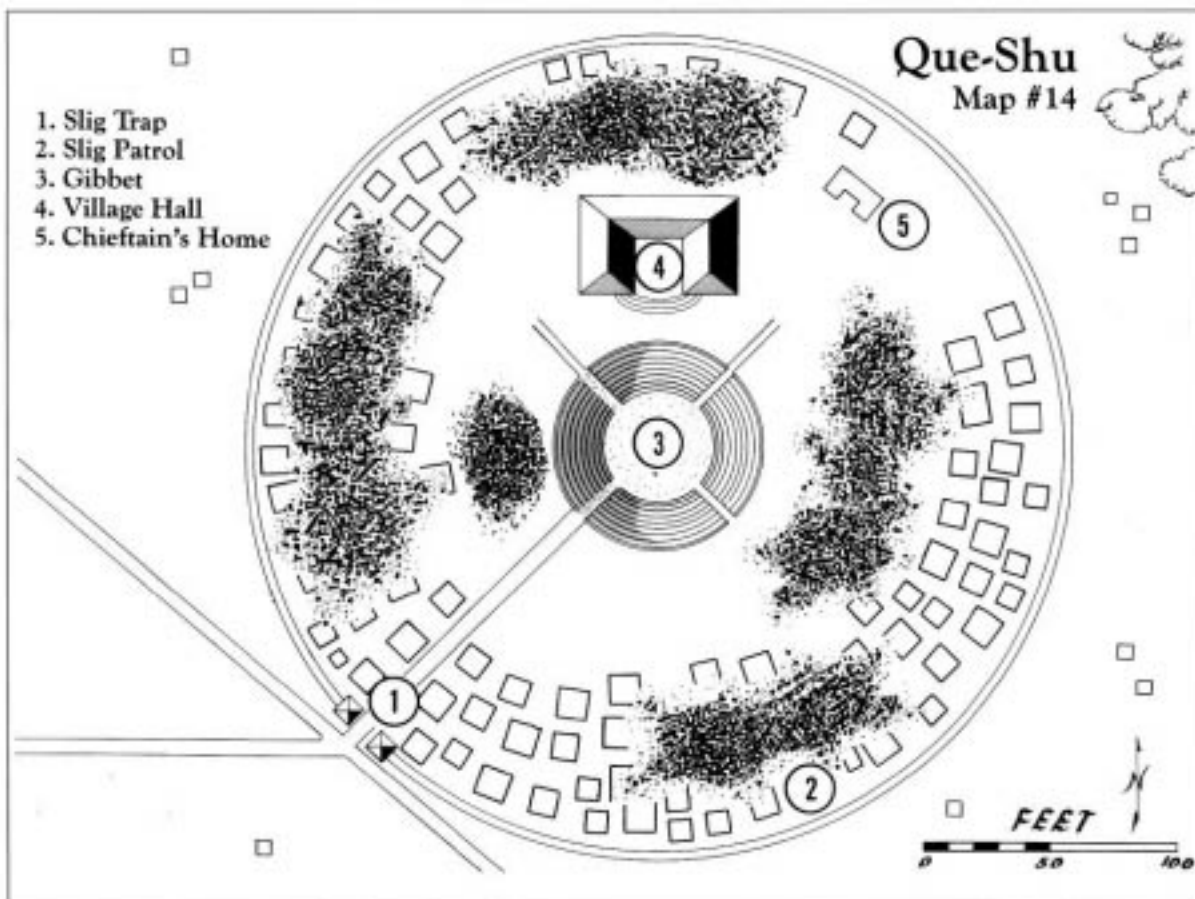 Que-Shu
Map #14
1. Slig Trap
2. Slig Patrol
3. Gibbet
4. Village Hall
5. Chieftain's Home
5
4
3
1
2
N
FEET
0 50 100